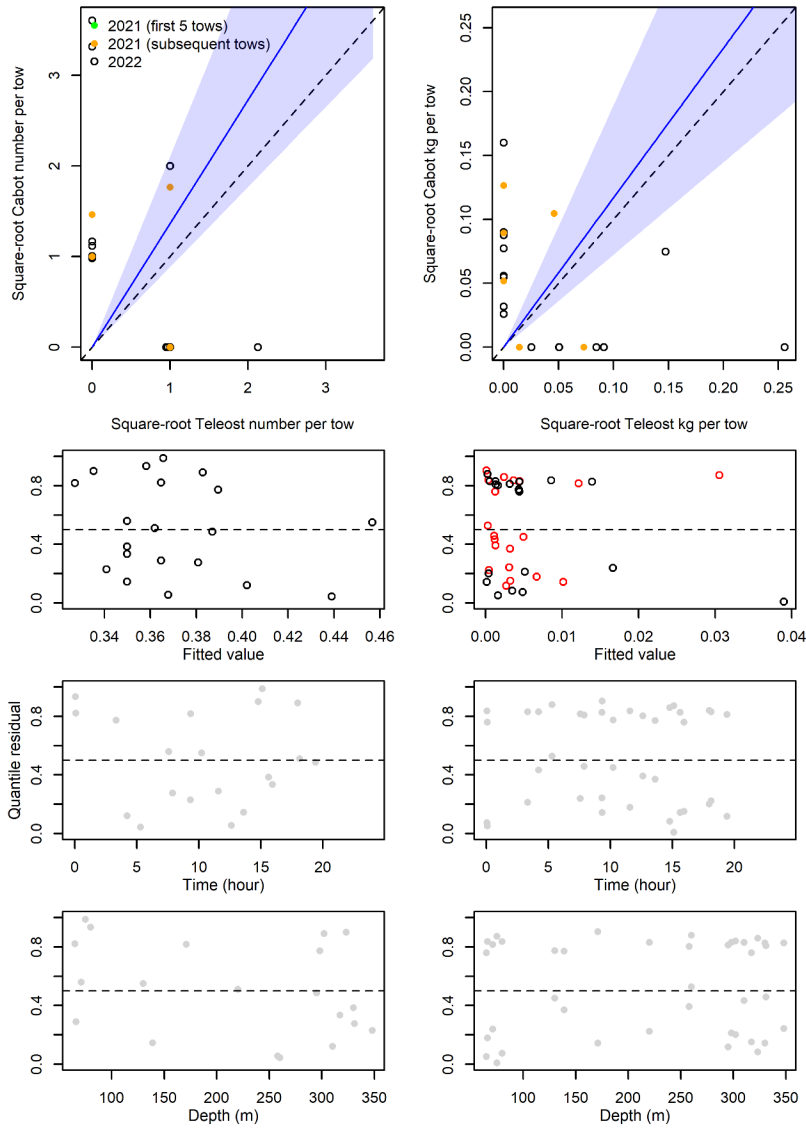 2021 (first 5 tows)
2021 (subsequent tows)
2022
Square-root Cabot number per tow
0 1 2 3
0 1 2 3
Square-root Teleost number per tow
Square-root Cabot kg per tow
0.00 0.05 0.10 0.15 0.20 0.25
0.00 0.05 0.10 0.15 0.20 0.25
Square-root Teleost kg per tow
0.0 0.4 0.8
0.34 0.36 0.38 0.40 0.42 0.44 0.46
Fitted value
0.0 0.4 0.8
0.00 0.01 0.02 0.03 0.04
Fitted value
Quantile residual
0.0 0.4 0.8
0 5 10 15 20
Time (hour)
0.0 0.4 0.8
0 5 10 15 20
Time (hour)
0.0 0.4 0.8
100 150 200 250 300 350
Depth (m)
0.0 0.4 0.8
100 150 200 250 300 350
Depth (m)